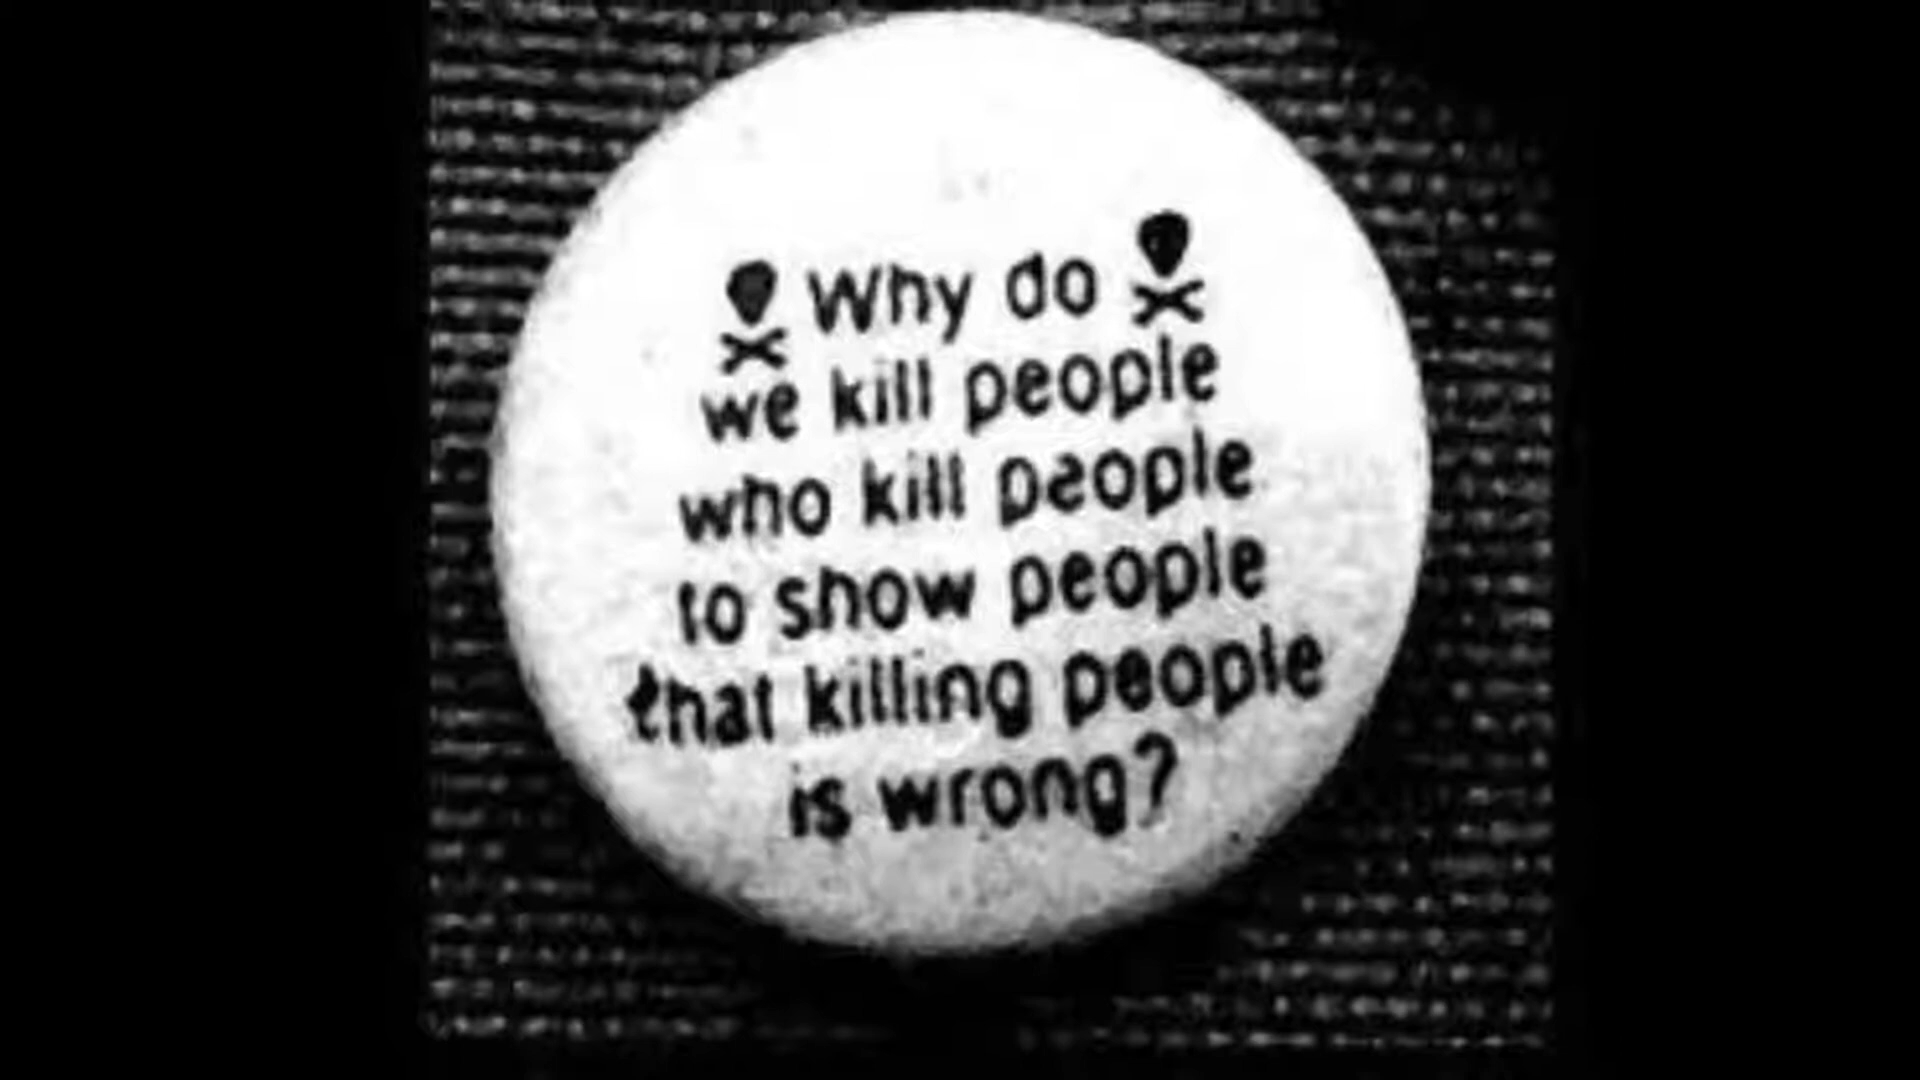 Why do
we kill people
who kill people
to show people
that killing people
is wrong?